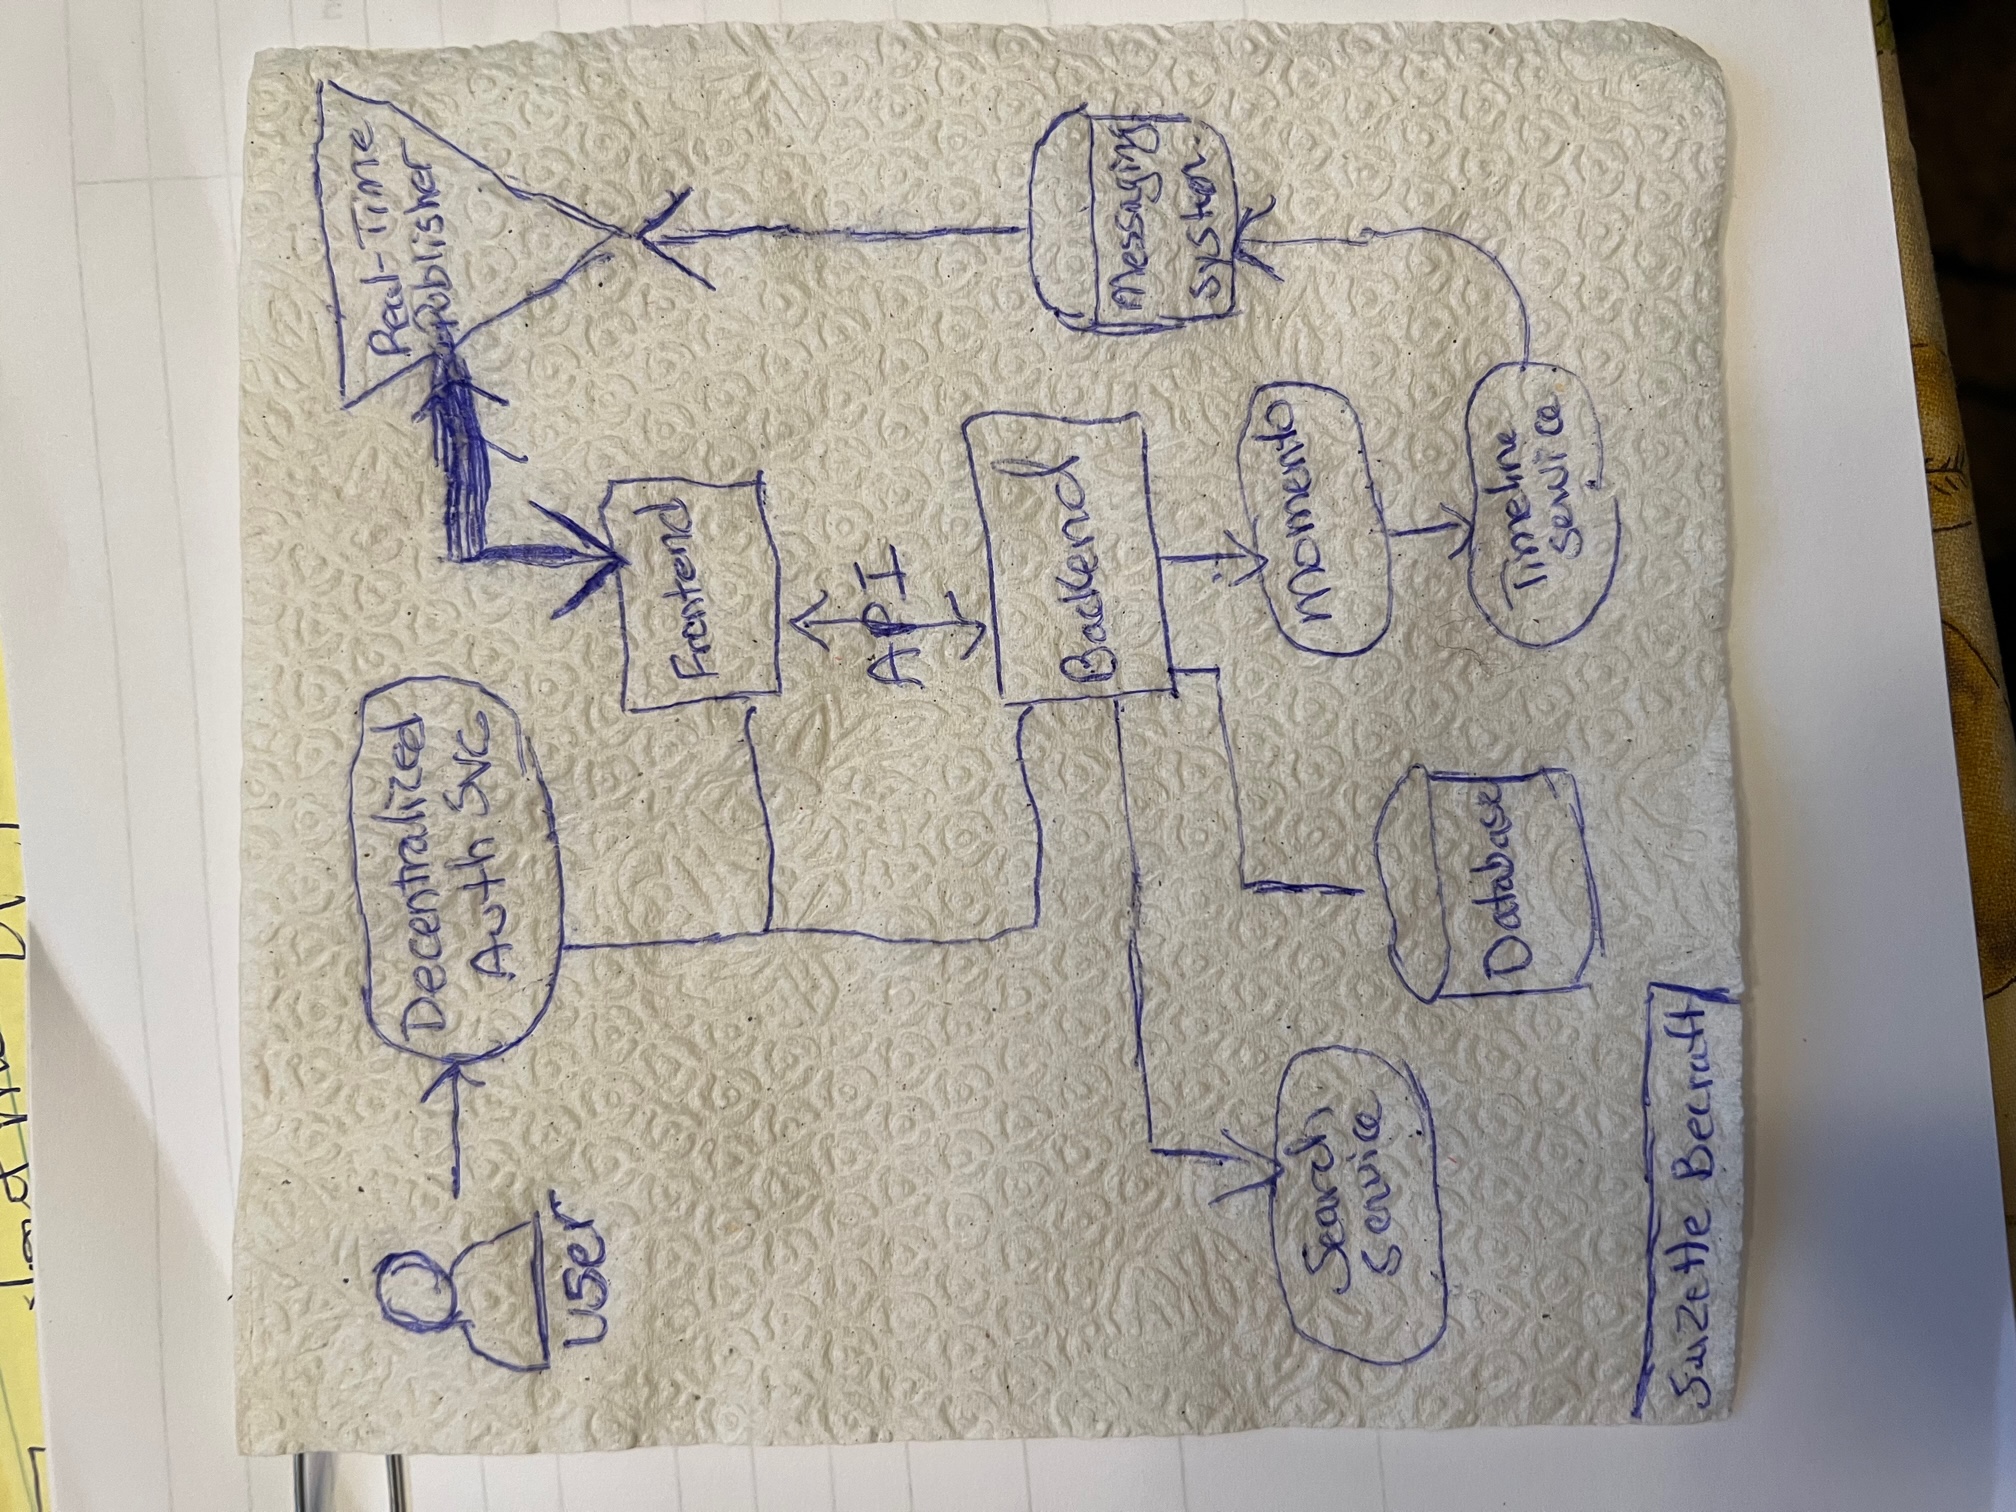 Decentralized
Auth SVC
Real-Time
Publisher
User
Frontend
API
Backend
Messaging
System
Search
Service
Momento
Database
Timeline
Service
Suzette Becraft